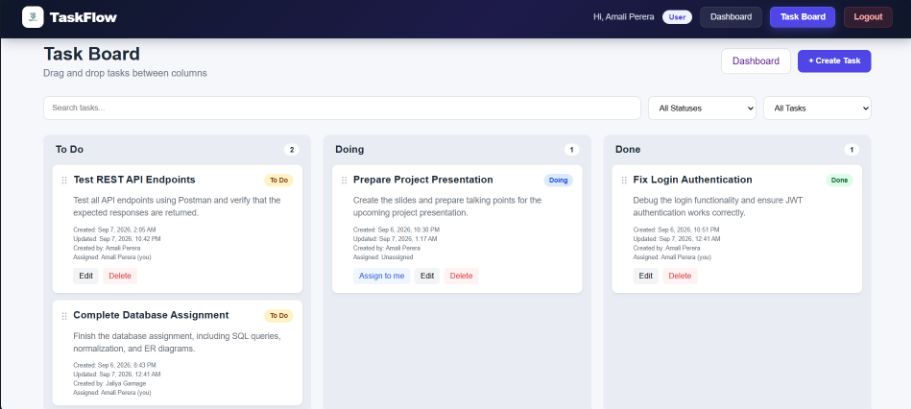 TaskFlow
Hi, Amali Perera
User
Dashboard
Task Board
Logout
Task Board
Drag and drop tasks between columns
Dashboard
+ Create Task
Search tasks...
All Statuses
All Tasks
To Do
2
Test REST API Endpoints
To Do
Test all API endpoints using Postman and verify that the
expected responses are returned.
Created: Sep 7, 2026, 2:05 AM
Updated: Sep 7, 2026, 10:42 PM
Created by: Amali Perera
Assigned: Amali Perera (you)
Edit
Delete
Complete Database Assignment
To Do
Finish the database assignment, including SQL queries,
normalization, and ER diagrams.
Created: Sep 6, 2026, 8:43 PM
Updated: Sep 7, 2026, 12:41 AM
Created by: Jaliya Gamage
Assigned: Amali Perera (you)
Doing
1
Prepare Project Presentation
Doing
Create the slides and prepare talking points for the
upcoming project presentation.
Created: Sep 6, 2026, 10:30 PM
Updated: Sep 7, 2026, 1:17 AM
Created by: Amali Perera
Assigned: Unassigned
Assign to me
Edit
Delete
Done
1
Fix Login Authentication
Done
Debug the login functionality and ensure JWT
authentication works correctly.
Created: Sep 6, 2026, 10:51 PM
Updated: Sep 7, 2026, 12:41 AM
Created by: Amali Perera
Assigned: Amali Perera (you)
Edit
Delete